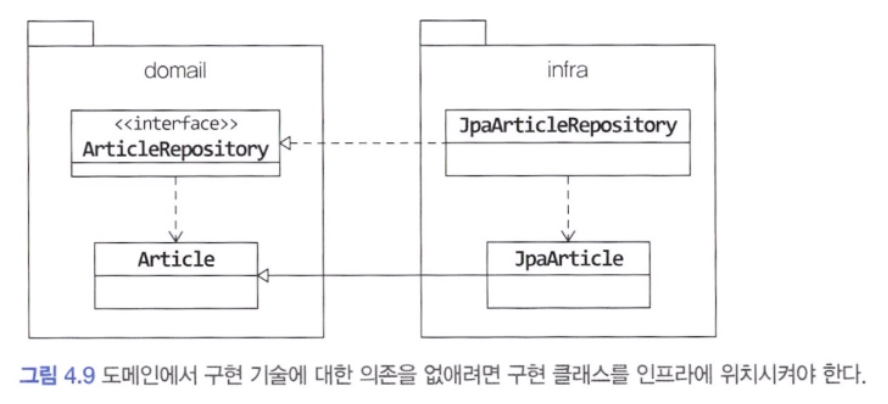 domail
infra
<<interface>>
ArticleRepository
JpaArticleRepository
Article
JpaArticle
그림 4.9 도메인에서 구현 기술에 대한 의존을 없애려면 구현 클래스를 인프라에 위치시켜야 한다.